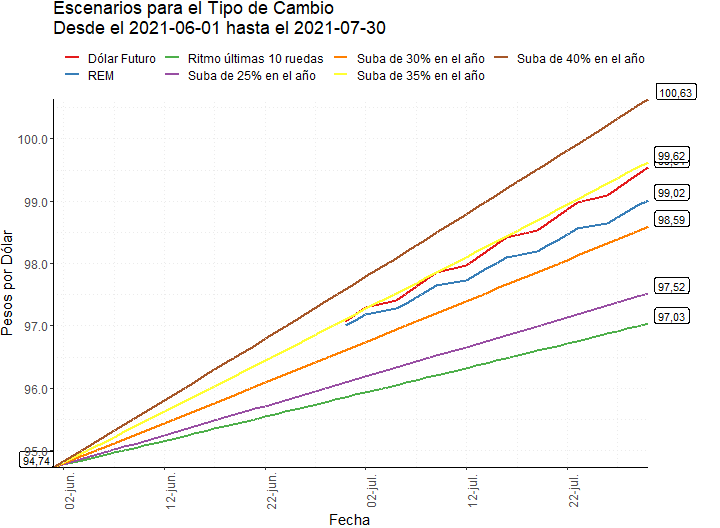 Escenarios para el Tipo de Cambio
Desde el 2021-06-01 hasta el 2021-07-30
Dólar Futuro
Ritmo últimas 10 ruedas
Suba de 30% en el año
Suba de 40% en el año
REM
Suba de 25% en el año
Suba de 35% en el año
100,63
100.0
99,62
99.0
99,02
98,59
98.0
97,52
97.0
97,03
96.0
95.0
94,74
Pesos por Dólar
02-jun.
12-jun.
22-jun.
02-jul.
12-jul.
22-jul.
Fecha